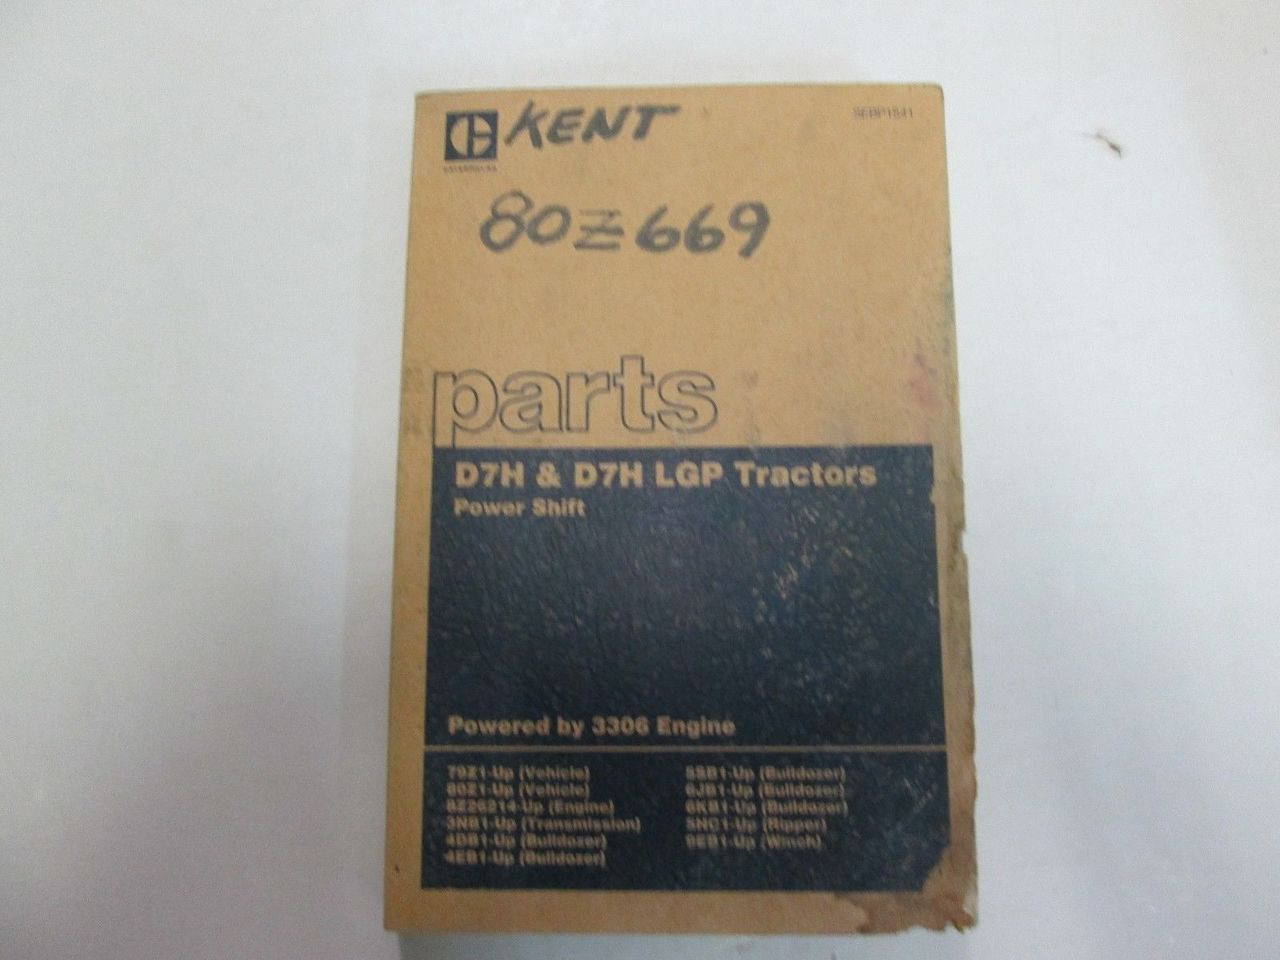 KENT
SEBP1541
CATERPILLAR
80Z669
parts
D7H & D7H LGP Tractors
Power Shift
Powered by 3306 Engine
79Z1-Up (Vehicle)
80Z1-Up (Vehicle)
8Z26214-Up (Engine)
3NB1-Up (Transmission)
4DB1-Up (Bulldozer)
4EB1-Up (Bulldozer)
5SB1-Up (Bulldozer)
6JB1-Up (Bulldozer)
6KB1-Up (Bulldozer)
5HC1-Up (Ripper)
9EB1-Up (Winch)